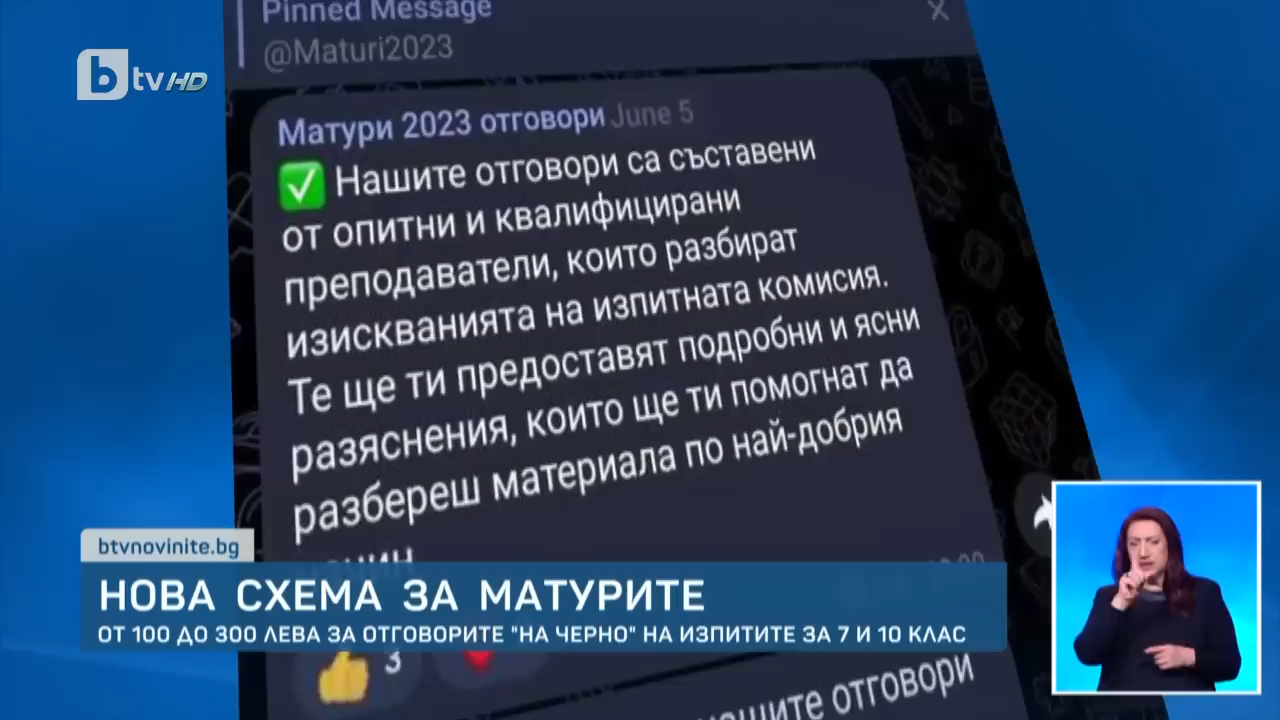 Pinned Message
@Maturi2023
btv HD
Матури 2023 отговори June 5
✅ Нашите отговори са съставени
от опитни и квалифицирани
преподаватели, които разбират
изискванията на изпитната комисия.
Те ще ти предоставят подробни и ясни
разяснения, които ще ти помогнат да
разбереш материала по най-добрия
btvnovinite.bg
НОВА СХЕМА ЗА МАТУРИТЕ
ОТ 100 ДО 300 ЛЕВА ЗА ОТГОВОРИТЕ "НА ЧЕРНО" НА ИЗПИТИТЕ ЗА 7 И 10 КЛАС
3
отговори